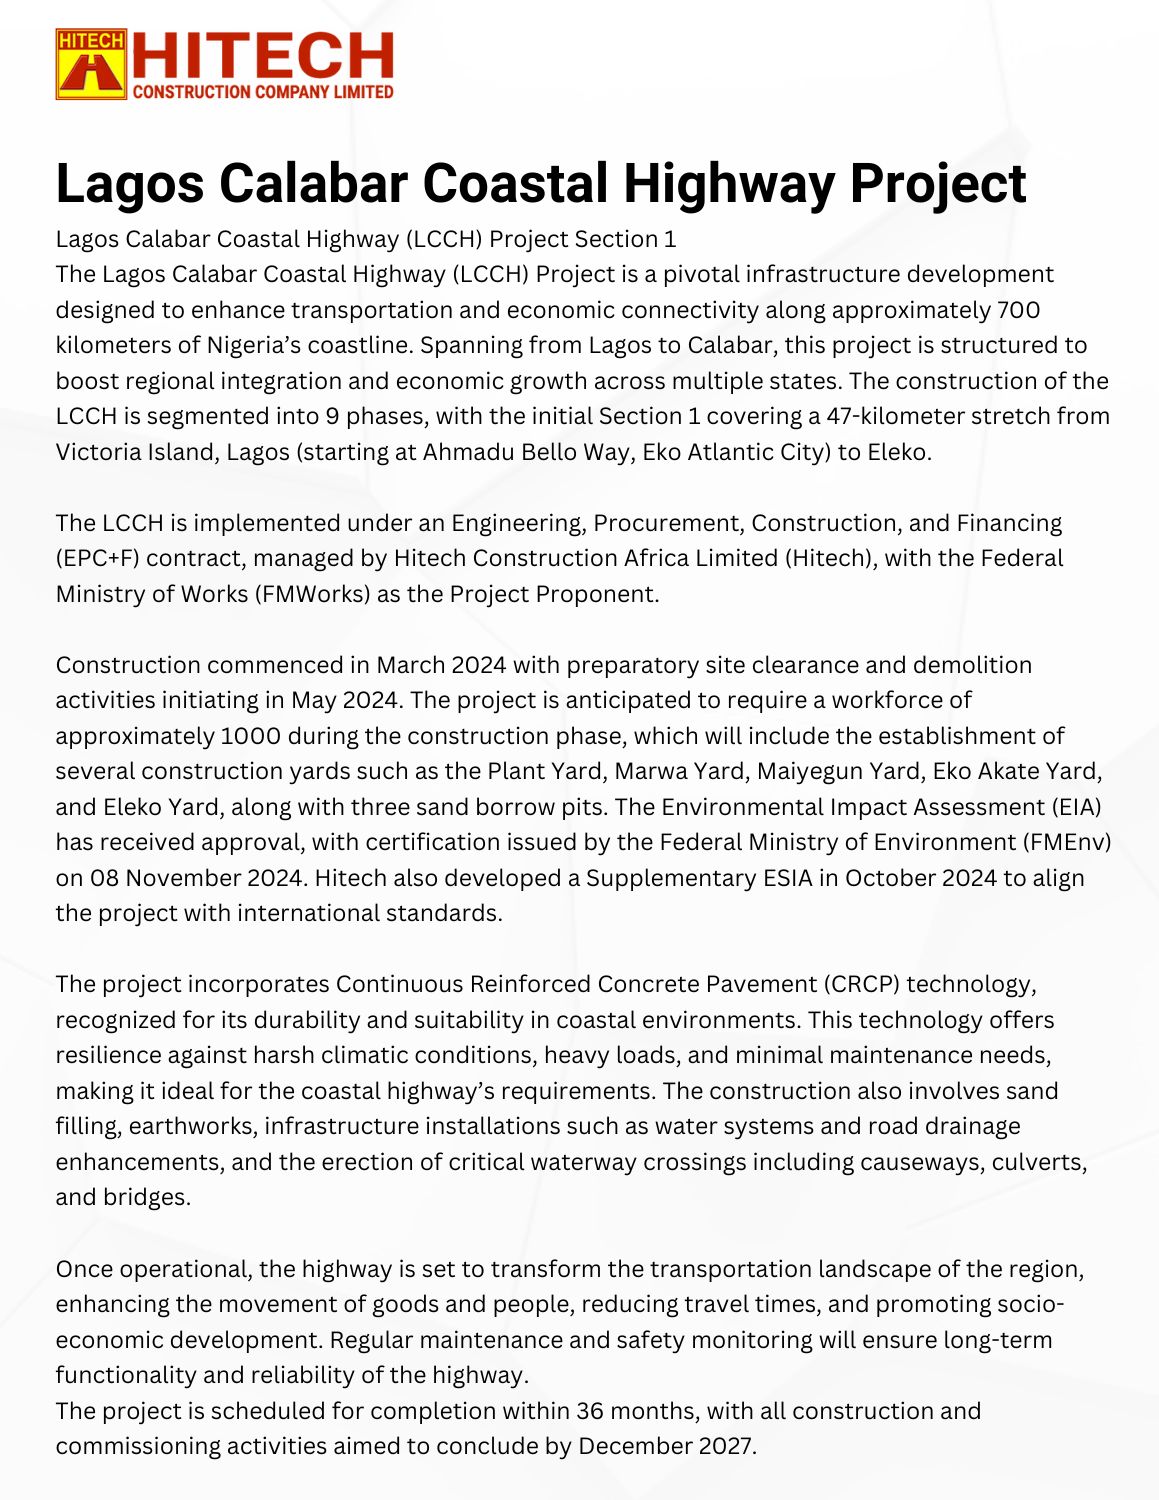 HITECH
HITECH
CONSTRUCTION COMPANY LIMITED
Lagos Calabar Coastal Highway Project
Lagos Calabar Coastal Highway (LCCH) Project Section 1
The Lagos Calabar Coastal Highway (LCCH) Project is a pivotal infrastructure development
designed to enhance transportation and economic connectivity along approximately 700
kilometers of Nigeria’s coastline. Spanning from Lagos to Calabar, this project is structured to
boost regional integration and economic growth across multiple states. The construction of the
LCCH is segmented into 9 phases, with the initial Section 1 covering a 47-kilometer stretch from
Victoria Island, Lagos (starting at Ahmadu Bello Way, Eko Atlantic City) to Eleko.
The LCCH is implemented under an Engineering, Procurement, Construction, and Financing
(EPC+F) contract, managed by Hitech Construction Africa Limited (Hitech), with the Federal
Ministry of Works (FMWorks) as the Project Proponent.
Construction commenced in March 2024 with preparatory site clearance and demolition
activities initiating in May 2024. The project is anticipated to require a workforce of
approximately 1000 during the construction phase, which will include the establishment of
several construction yards such as the Plant Yard, Marwa Yard, Maiyegun Yard, Eko Akate Yard,
and Eleko Yard, along with three sand borrow pits. The Environmental Impact Assessment (EIA)
has received approval, with certification issued by the Federal Ministry of Environment (FMEnv)
on 08 November 2024. Hitech also developed a Supplementary ESIA in October 2024 to align
the project with international standards.
The project incorporates Continuous Reinforced Concrete Pavement (CRCP) technology,
recognized for its durability and suitability in coastal environments. This technology offers
resilience against harsh climatic conditions, heavy loads, and minimal maintenance needs,
making it ideal for the coastal highway’s requirements. The construction also involves sand
filling, earthworks, infrastructure installations such as water systems and road drainage
enhancements, and the erection of critical waterway crossings including causeways, culverts,
and bridges.
Once operational, the highway is set to transform the transportation landscape of the region,
enhancing the movement of goods and people, reducing travel times, and promoting socio-
economic development. Regular maintenance and safety monitoring will ensure long-term
functionality and reliability of the highway.
The project is scheduled for completion within 36 months, with all construction and
commissioning activities aimed to conclude by December 2027.